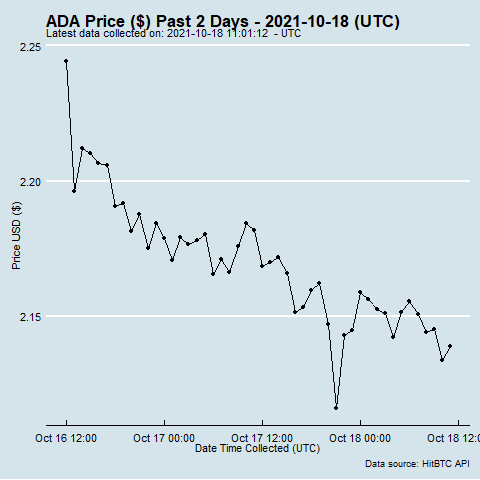 ADA Price ($) Past 2 Days - 2021-10-18 (UTC)
Latest data collected on: 2021-10-18 11:01:12 - UTC
2.25
2.20
Price USD ($)
2.15
Oct 16 12:00 Oct 17 00:00 Oct 17 12:00 Oct 18 00:00 Oct 18 12:
Date Time Collected (UTC)
Data source: HitBTC API